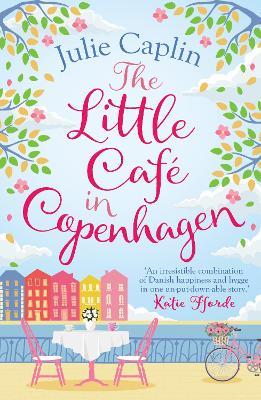 Julie Caplin
The
Little
Café
in
Copenhagen
'An irresistible combination
of Danish happiness and hygge
in one un-put-down able story.'
Katie Fforde